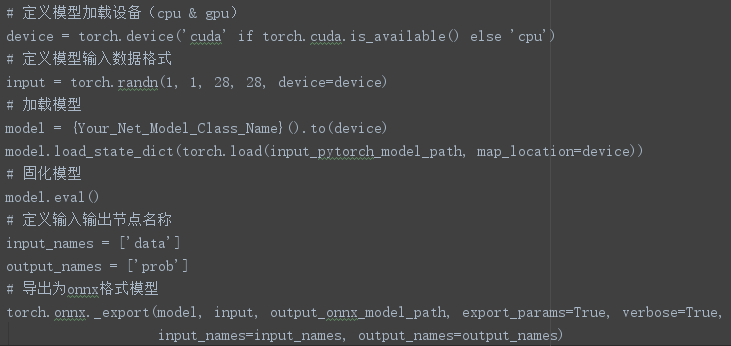 # 定义模型加载设备（cpu & gpu）
device = torch.device('cuda' if torch.cuda.is_available() else 'cpu')
# 定义模型输入数据格式
input = torch.randn(1, 1, 28, 28, device=device)
# 加载模型
model = {Your_Net_Model_Class_Name}().to(device)
model.load_state_dict(torch.load(input_pytorch_model_path, map_location=device))
# 固化模型
model.eval()
# 定义输入输出节点名称
input_names = ['data']
output_names = ['prob']
# 导出为onnx格式模型
torch.onnx._export(model, input, output_onnx_model_path, export_params=True, verbose=True,
input_names=input_names, output_names=output_names)